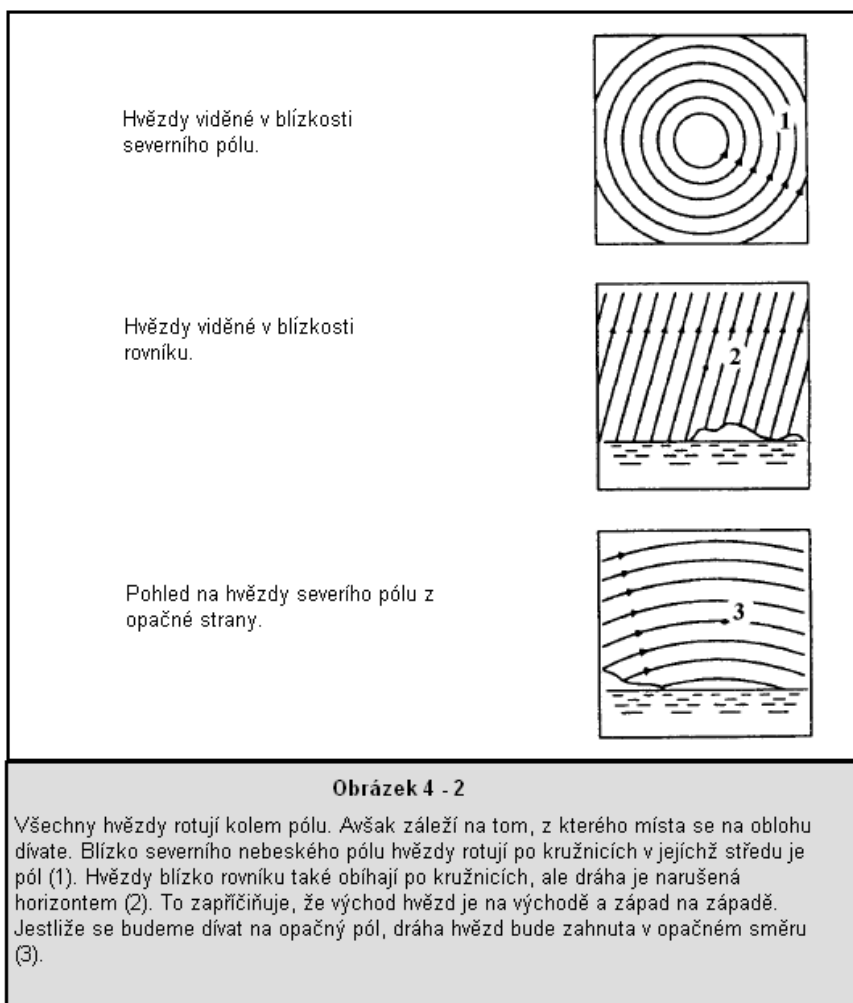 Hvězdy viděné v blízkosti
severního pólu.
1
Hvězdy viděné v blízkosti
rovníku.
2
Pohled na hvězdy severího pólu z
opačné strany.
3
Obrázek 4 - 2
Všechny hvězdy rotují kolem pólu. Avšak záleží na tom, z kterého místa se na oblohu
dívate. Blízko severního nebeského pólu hvězdy rotují po kružnicích v jejíchž středu je
pól (1). Hvězdy blízko rovníku také obíhají po kružnicích, ale dráha je narušená
horizontem (2). To zapříčiňuje, že východ hvězd je na východě a západ na západě.
Jestliže se budeme dívat na opačný pól, dráha hvězd bude zahnuta v opačném směru
(3).